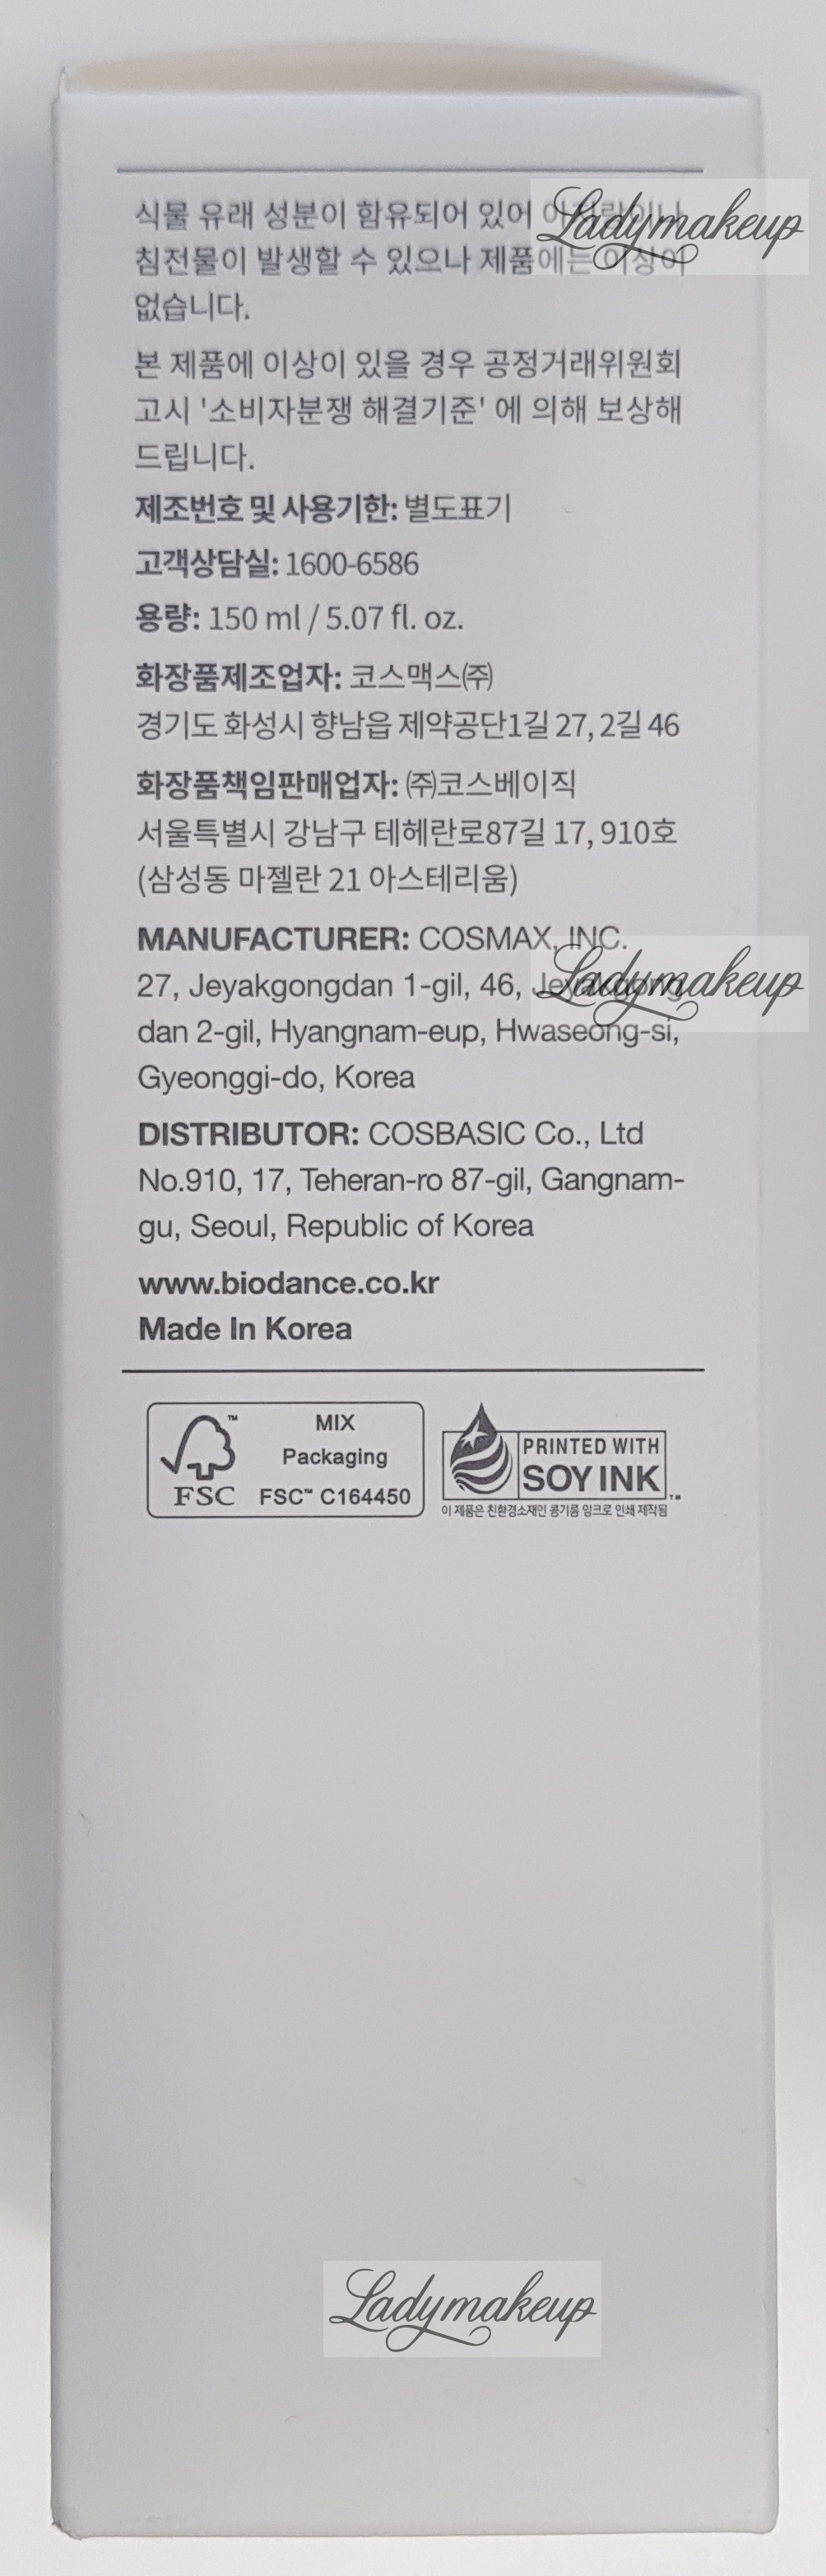 식물 유래 성분이 함유되어 있어
Ladymakeup
침전물이 발생할 수 있으나 제품에는 이상이
없습니다.
본 제품에 이상이 있을 경우 공정거래위원회
고시 '소비자분쟁 해결기준' 에 의해 보상해
드립니다.
제조번호 및 사용기한: 별도표기
고객상담실: 1600-6586
용량: 150 ml / 5.07 fl. oz.
화장품제조업자: 코스맥스㈜
경기도 화성시 향남읍 제약공단1길 27, 2길 46
화장품책임판매업자: ㈜코스베이직
서울특별시 강남구 테헤란로87길 17, 910호
(삼성동 마젤란 21 아스테리움)
MANUFACTURER: COSMAX, INC.
27, Jeyakgongdan 1-gil, 46, Jeyakgong
Ladymakeup
dan 2-gil, Hyangnam-eup, Hwaseong-si,
Gyeonggi-do, Korea
DISTRIBUTOR: COSBASIC Co., Ltd
No.910, 17, Teheran-ro 87-gil, Gangnam-
gu, Seoul, Republic of Korea
www.biodance.co.kr
Made In Korea
MIX
Packaging
FSC™ C164450
FSC
™
PRINTED WITH
SOY INK™
이 제품은 친환경소재인 콩기름 잉크로 인쇄 제작됨
Ladymakeup